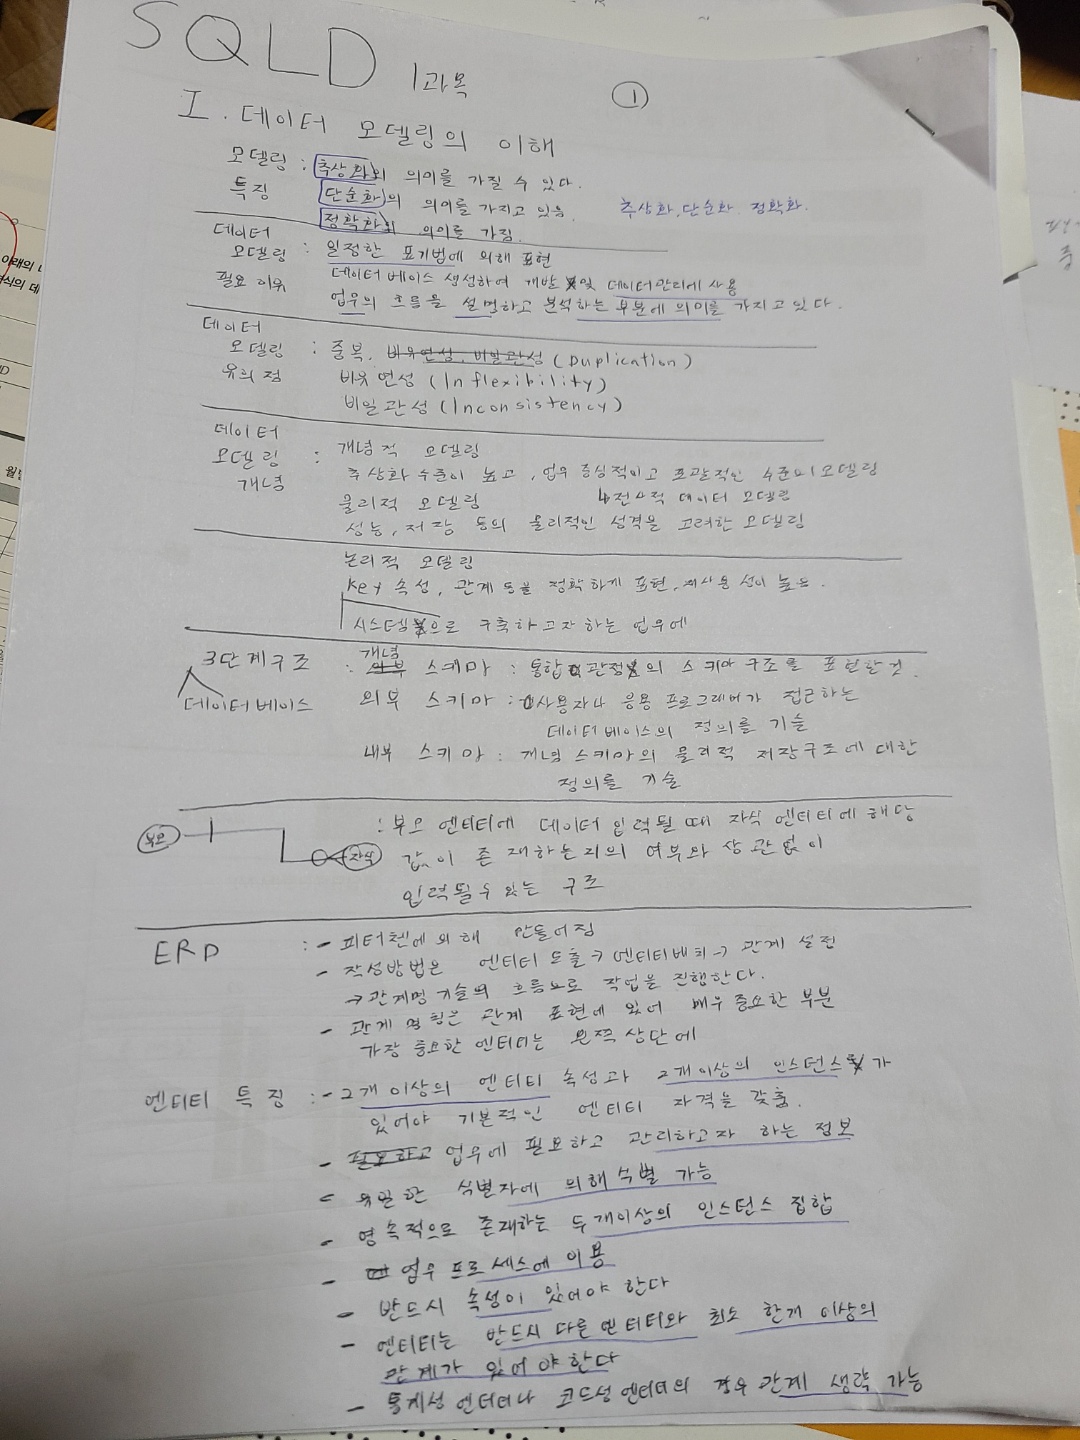 SQLD 1과목 ①
I. 데이터 모델링의 이해
모델링 : 추상화의 의미를 가질 수 있다.
특징 단순화의 의미를 가지고 있음. 추상화, 단순화 정확화.
정확화의 의미를 가짐.
데이터
모델링 : 일정한 표기법에 의해 표현
필요 이유 데이터베이스 생성하여 개발 및 데이터관리에 사용
업무의 흐름을 설명하고 분석하는 부분에 의미를 가지고 있다.
데이터
모델링 : 중복, 비유연성, 비일관성 (Duplication)
유의점 비유연성 (Inflexibility)
비일관성 (Inconsistency)
데이터
모델링 : 개념적 모델링
개념 추상화 수준이 높고, 업무 중심적이고 포괄적인 수준의 모델링
물리적 모델링 ↳전사적 데이터 모델링
성능, 저장 등의 물리적인 성격을 고려한 모델링
논리적 모델링
Key 속성, 관계 등을 정확하게 표현, 재사용성이 높음.
시스템으로 구축하고자 하는 업무에
3단계구조 : 개념 스키마 : 통합 관점의 스키마 구조를 표현한 것.
데이터베이스 외부 스키마 : 사용자나 응용 프로그래머가 접근하는
데이터베이스의 정의를 기술
내부 스키마 : 개념 스키마의 물리적 저장구조에 대한
정의를 기술
부모 자식 : 부모 엔터티에 데이터 입력될 때 자식 엔터티에 해당
값이 존재하는지의 여부와 상관없이
입력될 수 있는 구조
ERD : - 피터첸에 의해 만들어짐
- 작성방법은 엔터티 도출 → 엔터티배치 → 관계 설정
→ 관계명 기술의 흐름으로 작업을 진행한다.
- 관계 명칭은 관계 표현에 있어 매우 중요한 부분
가장 중요한 엔터티는 왼쪽 상단에
엔터티 특징 : - 2개 이상의 엔터티 속성과 2개 이상의 인스턴스가
있어야 기본적인 엔터티 자격을 갖춤.
- 필요하고 업무에 필요하고 관리하고자 하는 정보
- 유일한 식별자에 의해 식별 가능
- 영속적으로 존재하는 두개이상의 인스턴스 집합
- 업무 프로세스에 이용
- 반드시 속성이 있어야 한다
- 엔터티는 반드시 다른 엔터티와 최소 한개 이상의
관계가 있어야한다
- 통계성 엔터티나 코드성 엔터티의 경우 관계 생략 가능